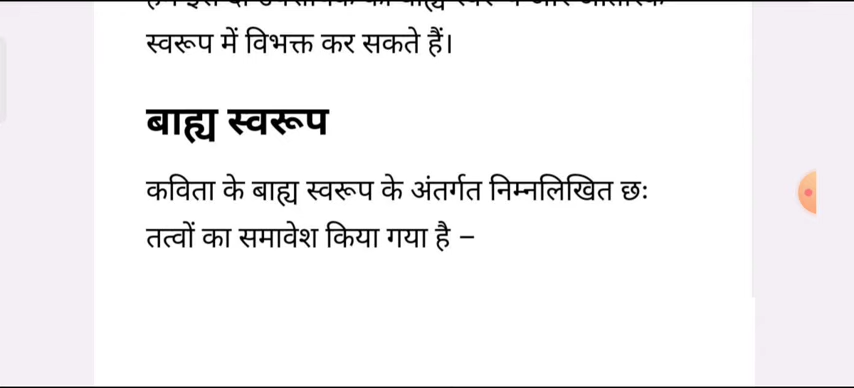 स्वरूप में विभक्त कर सकते हैं।
बाह्य स्वरूप
कविता के बाह्य स्वरूप के अंतर्गत निम्नलिखित छः
तत्वों का समावेश किया गया है –